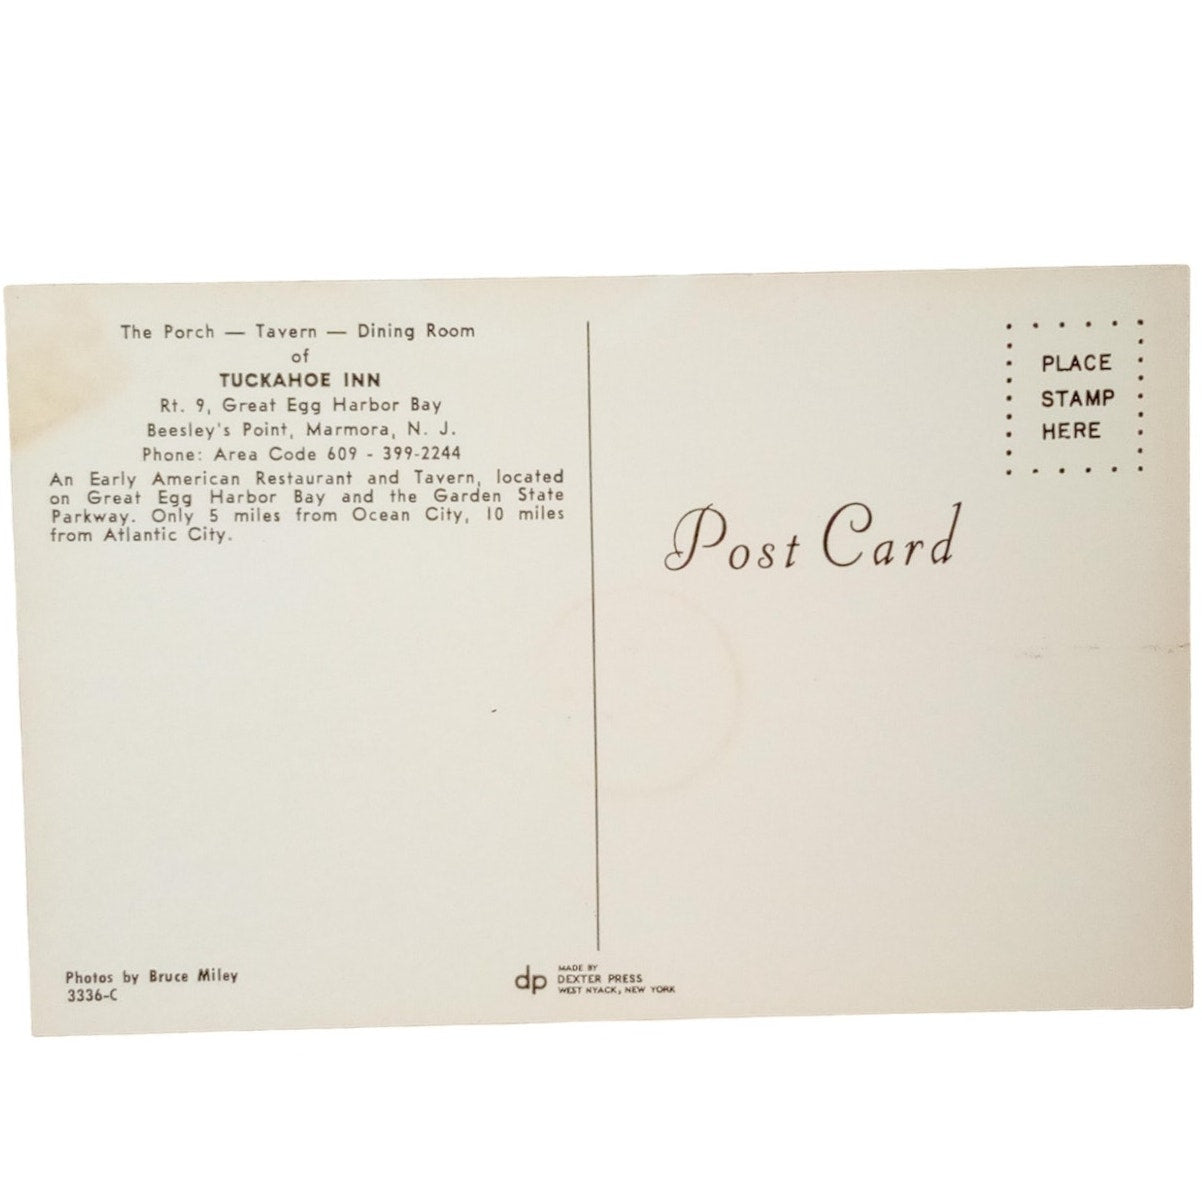 The Porch — Tavern — Dining Room
of
TUCKAHOE INN
Rt. 9, Great Egg Harbor Bay
Beesley's Point, Marmora, N. J.
Phone: Area Code 609 - 399-2244
An Early American Restaurant and Tavern, located
on Great Egg Harbor Bay and the Garden State
Parkway. Only 5 miles from Ocean City, 10 miles
from Atlantic City.
Photos by Bruce Miley
3336-C
dp
MADE BY
DEXTER PRESS
WEST NYACK, NEW YORK
PLACE
STAMP
HERE
Post Card